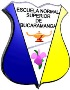 ESCUELA NORMAL
SUPERIOR DE
BUCARAMANGA